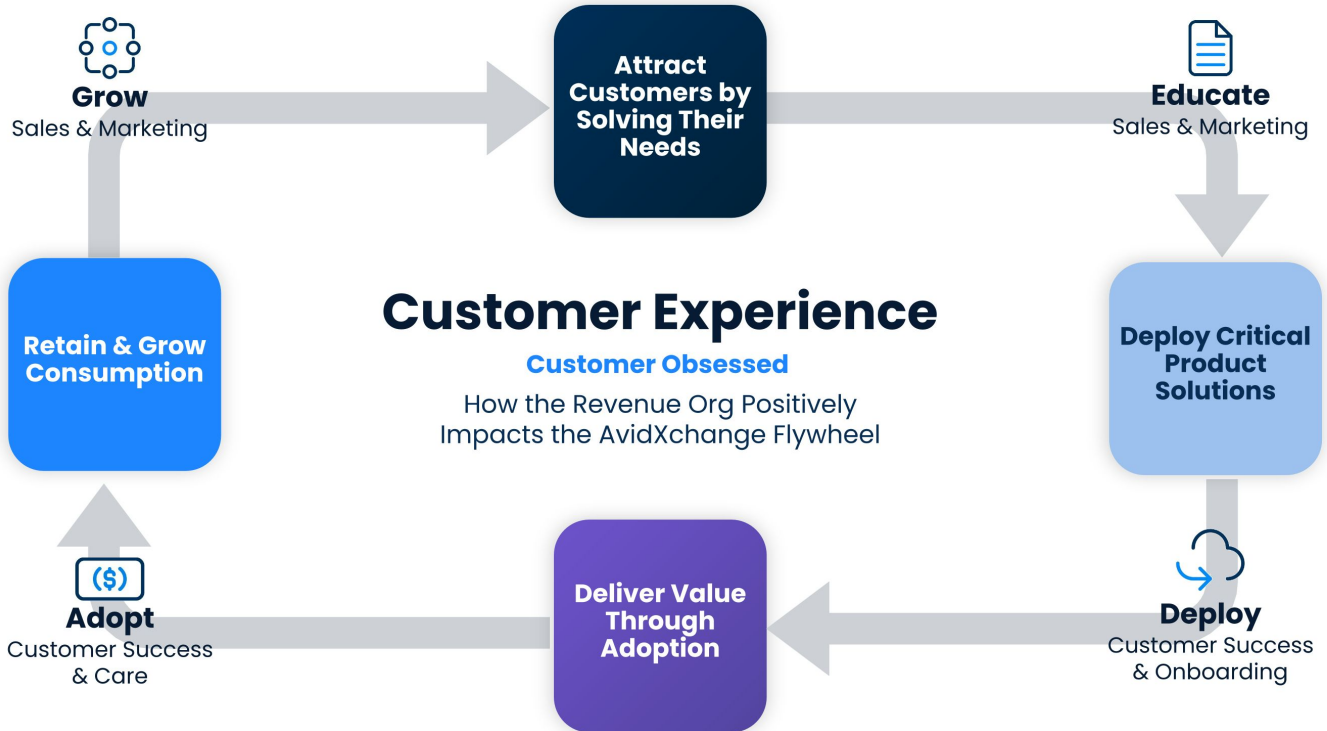 Attract
Customers by
Solving Their
Needs
Grow
Sales & Marketing
Educate
Sales & Marketing
Retain & Grow
Consumption
Customer Experience
Customer Obsessed
How the Revenue Org Positively
Impacts the AvidXchange Flywheel
Deploy Critical
Product
Solutions
($)
Adopt
Customer Success
& Care
Deliver Value
Through
Adoption
Deploy
Customer Success
& Onboarding